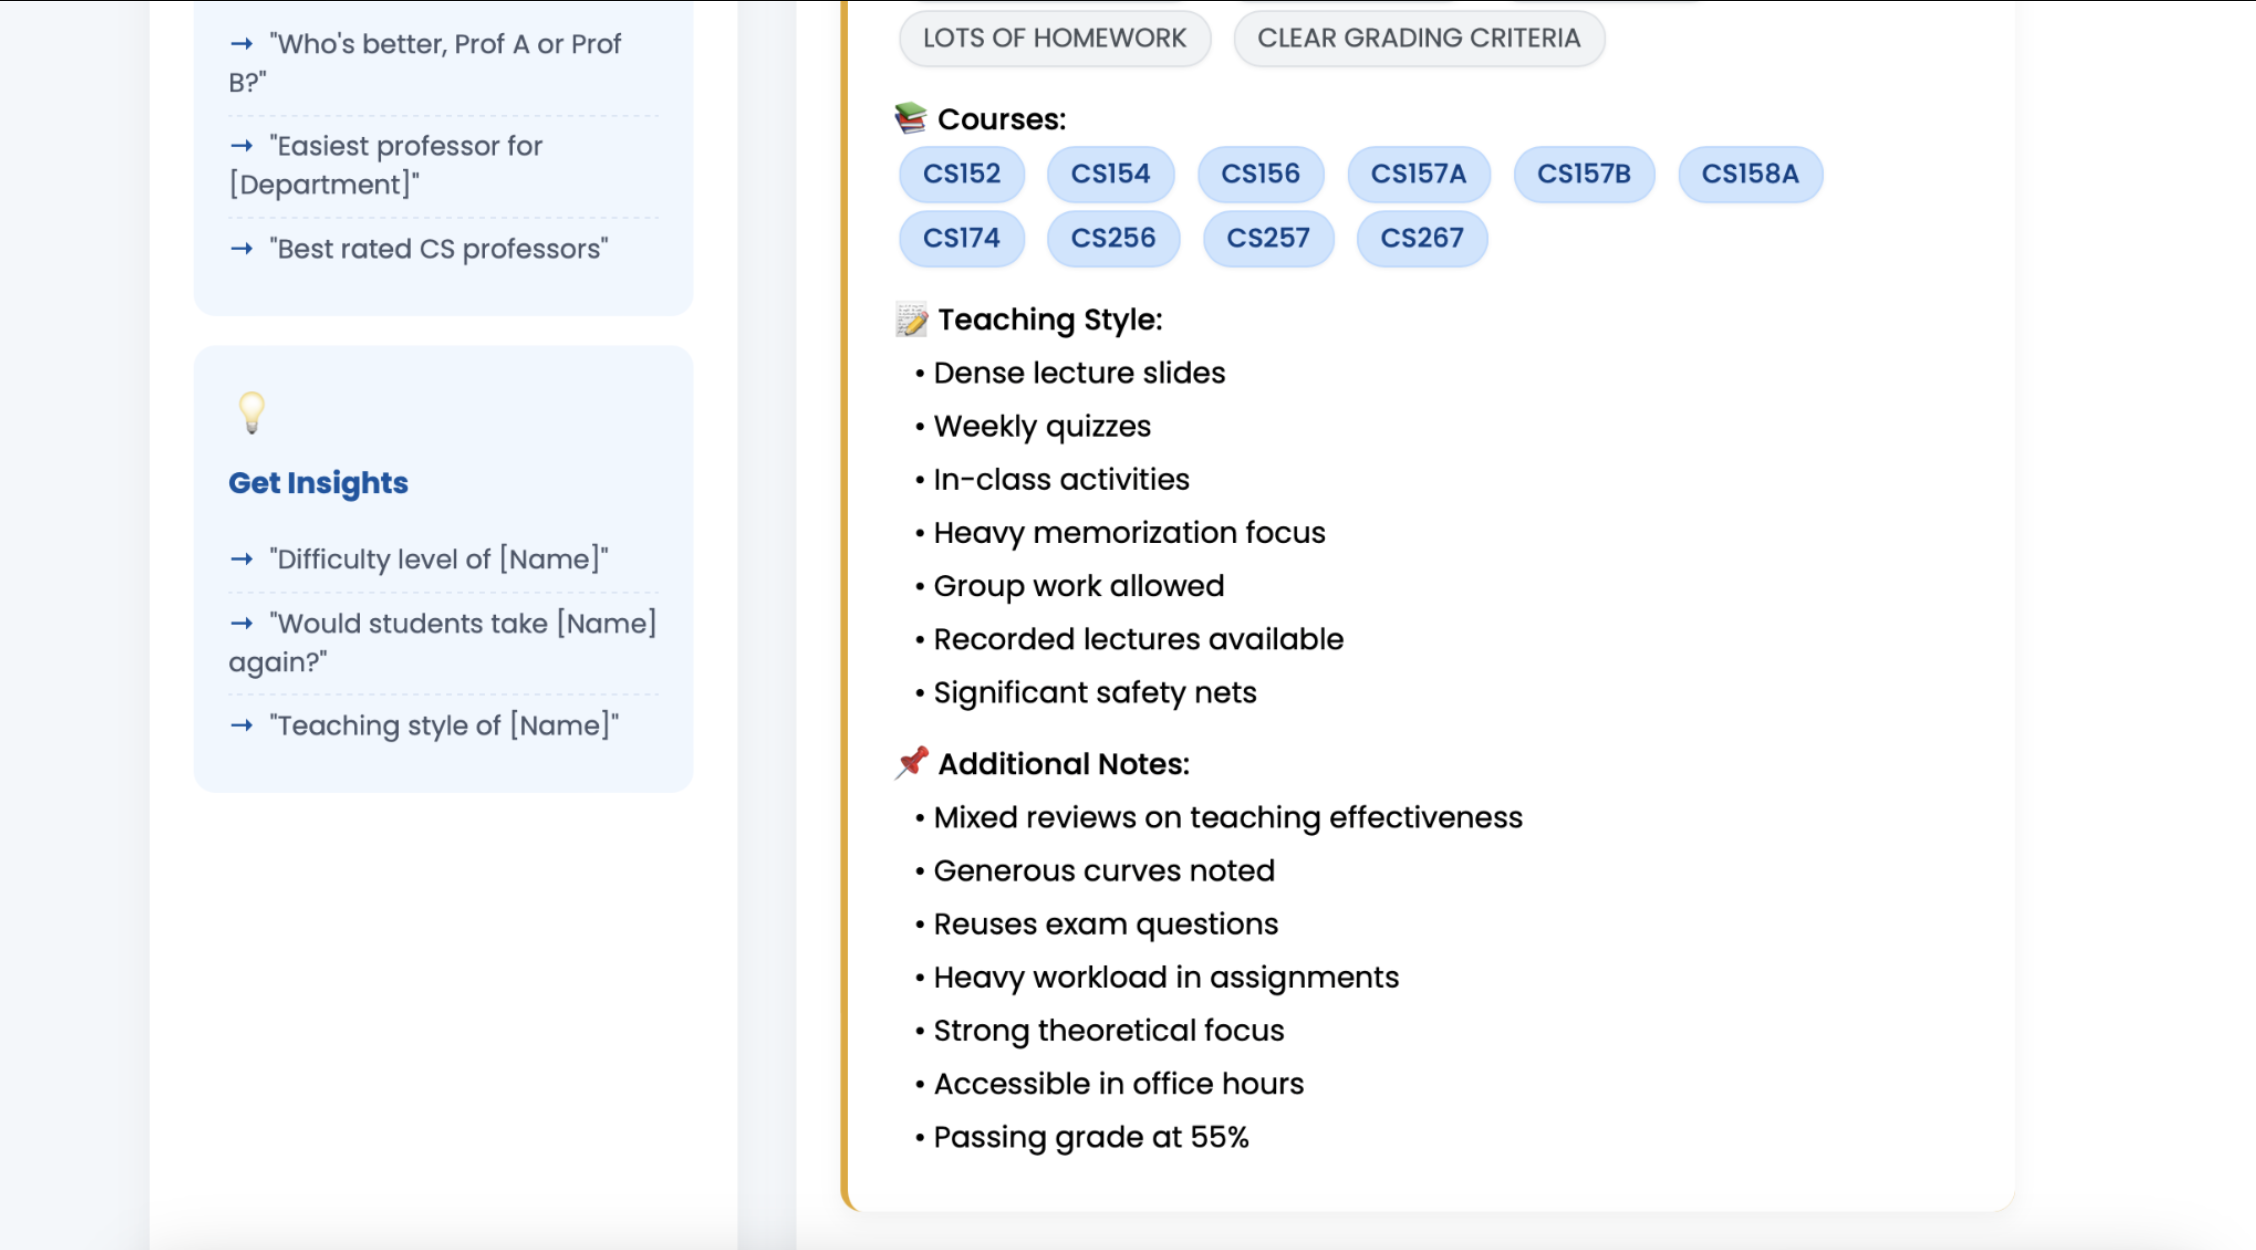 → "Who's better, Prof A or Prof
B?"
→ "Easiest professor for
[Department]"
→ "Best rated CS professors"
Get Insights
→ "Difficulty level of [Name]"
→ "Would students take [Name]
again?"
→ "Teaching style of [Name]"
LOTS OF HOMEWORK CLEAR GRADING CRITERIA
Courses:
CS152 CS154 CS156 CS157A CS157B CS158A
CS174 CS256 CS257 CS267
Teaching Style:
• Dense lecture slides
• Weekly quizzes
• In-class activities
• Heavy memorization focus
• Group work allowed
• Recorded lectures available
• Significant safety nets
Additional Notes:
• Mixed reviews on teaching effectiveness
• Generous curves noted
• Reuses exam questions
• Heavy workload in assignments
• Strong theoretical focus
• Accessible in office hours
• Passing grade at 55%